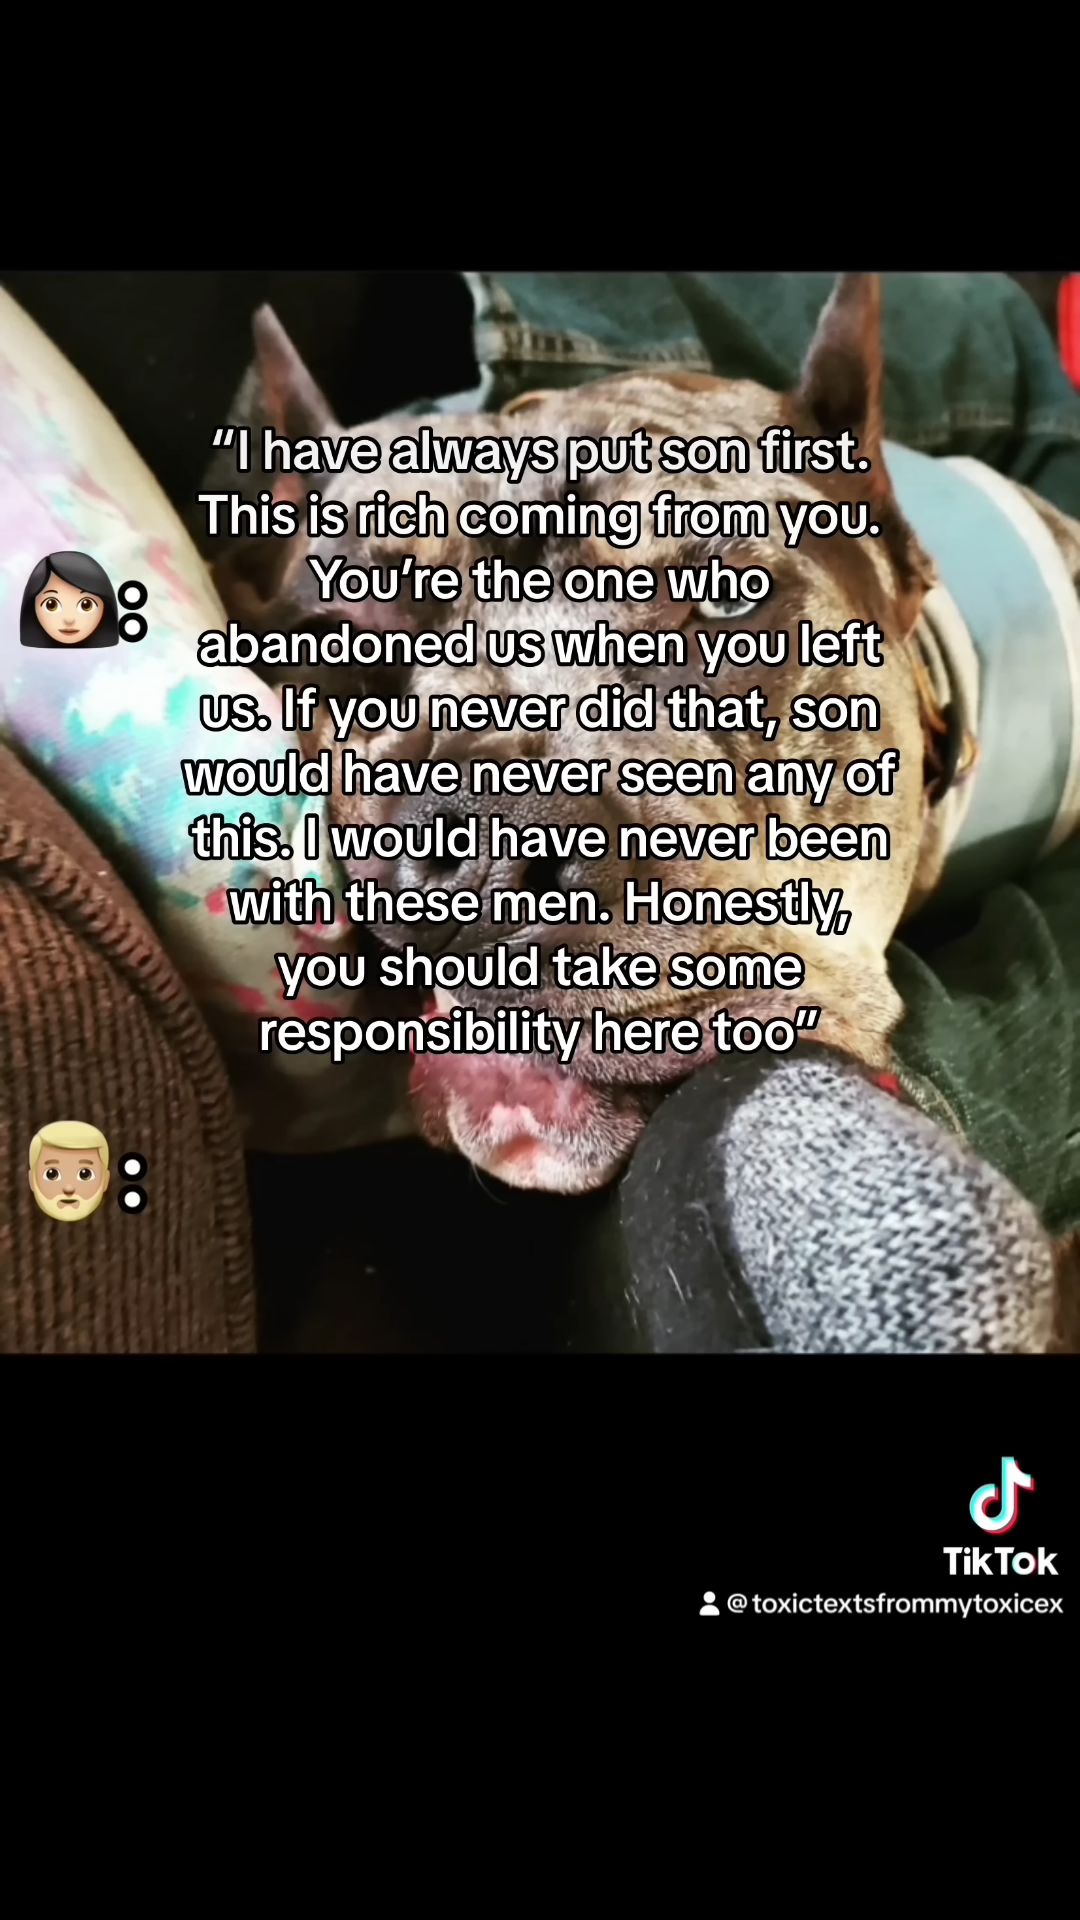 “I have always put son first.
This is rich coming from you.
You’re the one who
abandoned us when you left
us. If you never did that, son
would have never seen any of
this. I would have never been
with these men. Honestly,
you should take some
responsibility here too”
TikTok
@toxictextsfrommytoxicex